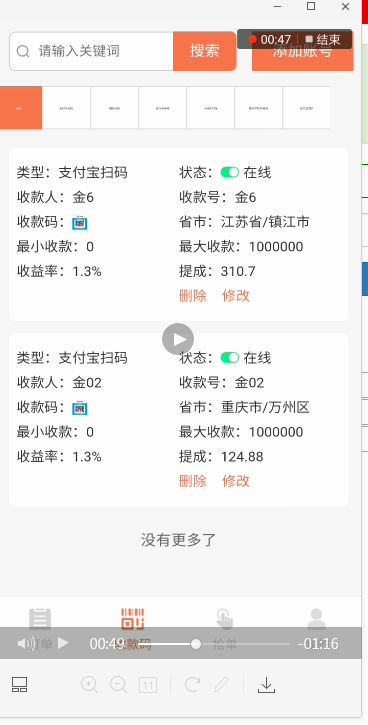 00:47 结束
请输入关键词 搜索 添加账号
类型：支付宝扫码 状态： 在线
收款人：金6 收款号：金6
收款码： 省市：江苏省/镇江市
最小收款：0 最大收款：1000000
收益率：1.3% 提成：310.7
删除 修改
类型：支付宝扫码 状态： 在线
收款人：金02 收款号：金02
收款码： 省市：重庆市/万州区
最小收款：0 最大收款：1000000
收益率：1.3% 提成：124.88
删除 修改
没有更多了
订单 收款码 抢单
00:49 -01:16
1:1